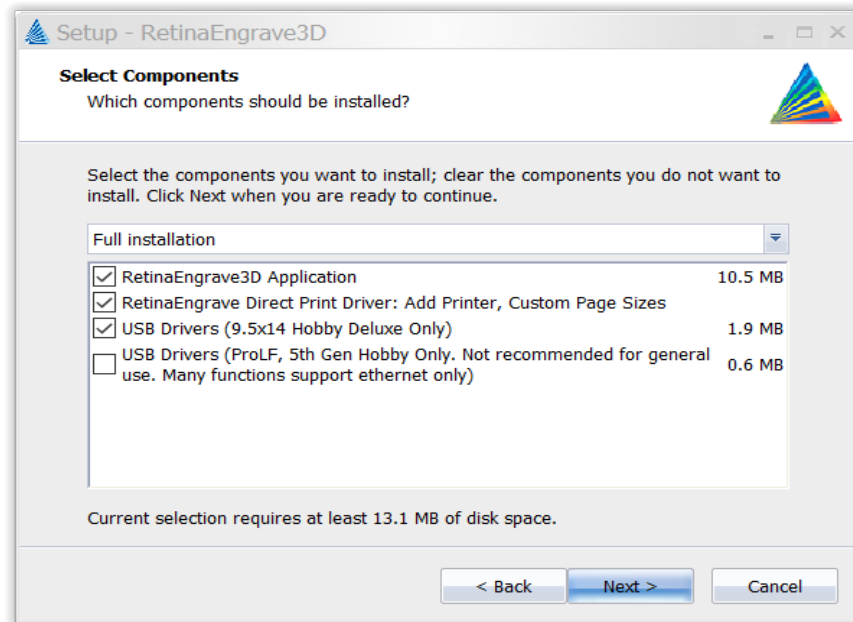 Setup - RetinaEngrave3D
Select Components
Which components should be installed?
Select the components you want to install; clear the components you do not want to
install. Click Next when you are ready to continue.
Full installation
RetinaEngrave3D Application 10.5 MB
RetinaEngrave Direct Print Driver: Add Printer, Custom Page Sizes
USB Drivers (9.5x14 Hobby Deluxe Only) 1.9 MB
USB Drivers (ProLF, 5th Gen Hobby Only. Not recommended for general
use. Many functions support ethernet only) 0.6 MB
Current selection requires at least 13.1 MB of disk space.
< Back Next > Cancel